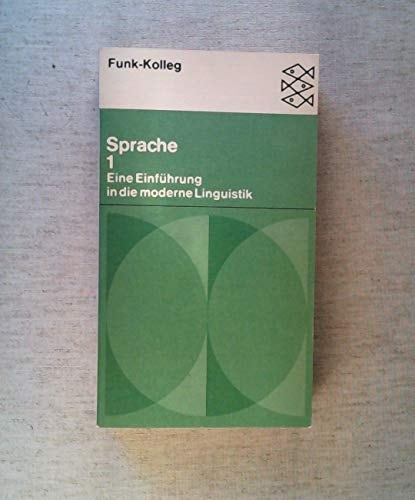 Funk-Kolleg
Sprache
1
Eine Einführung
in die moderne Linguistik